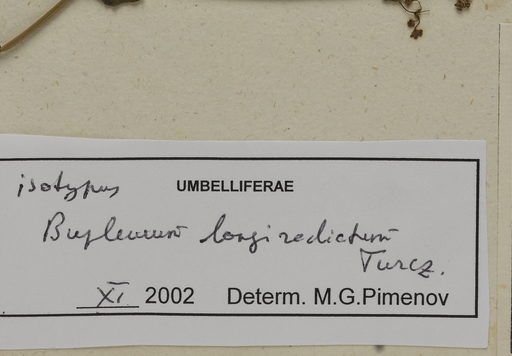 isotypus UMBELLIFERAE
Bupleurum longiradiatum
Turcz.
XI 2002 Determ. M.G.Pimenov